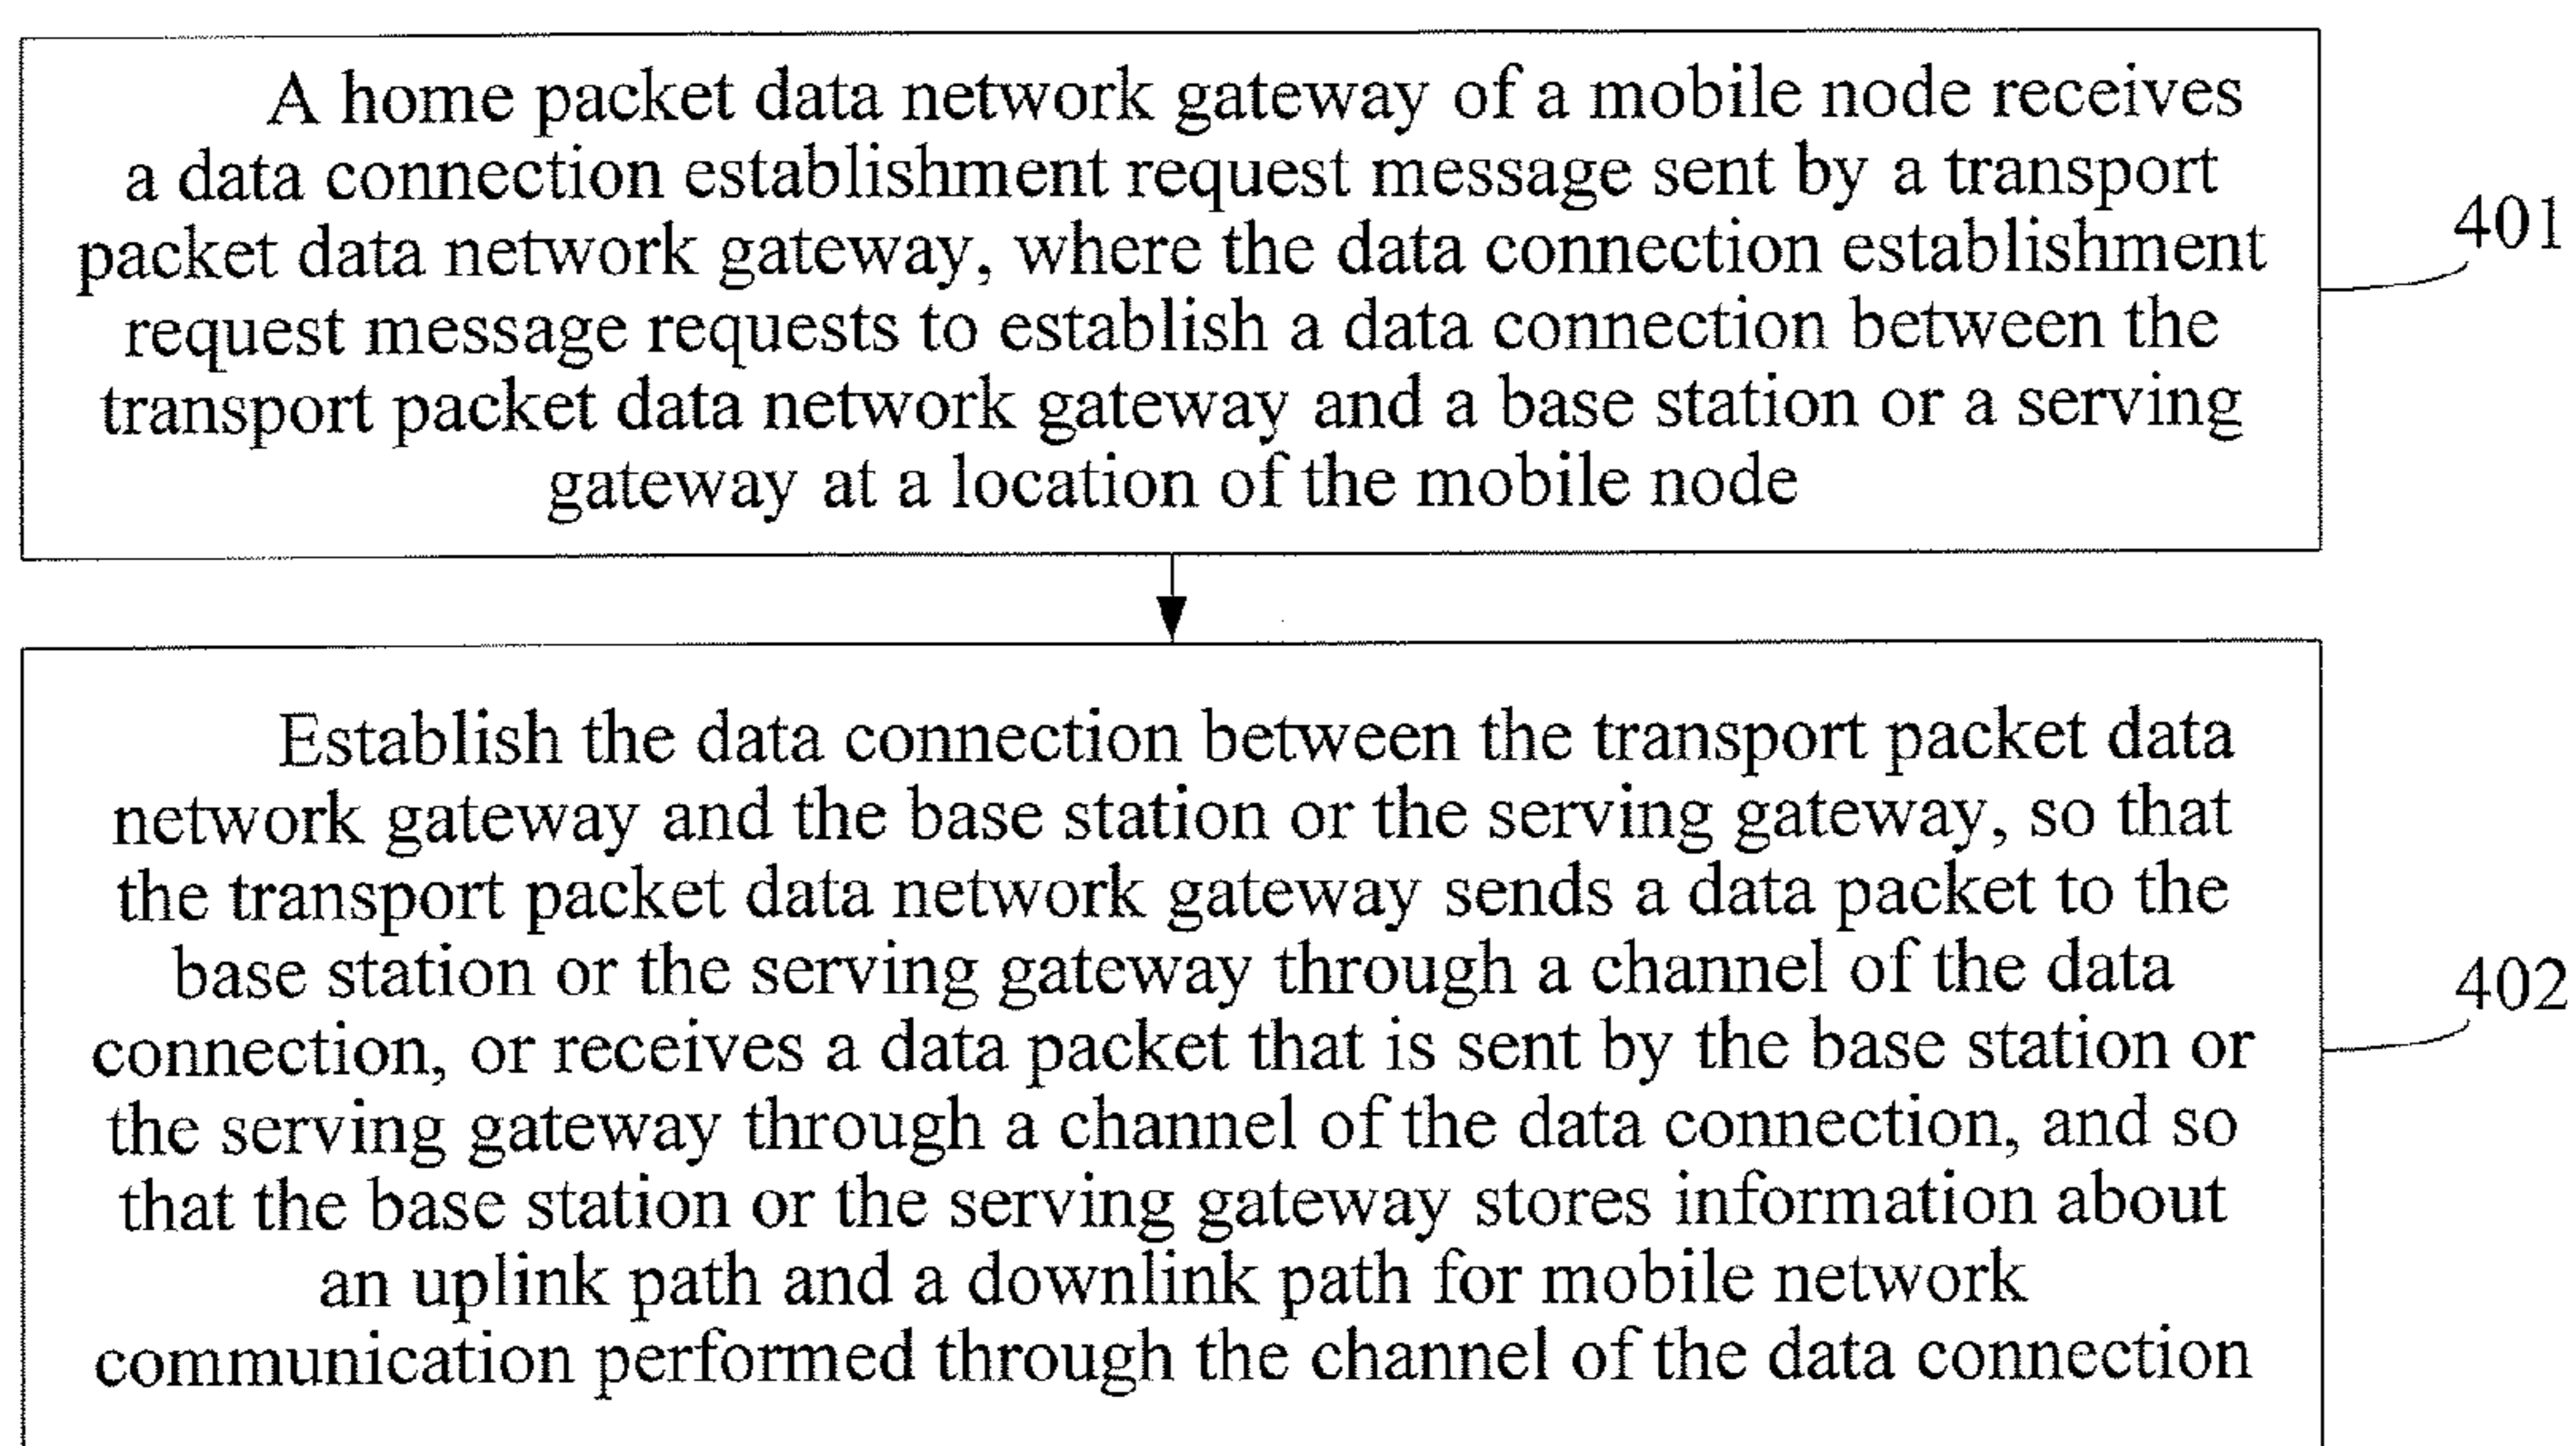 A home packet data network gateway of a mobile node receives
a data connection establishment request message sent by a transport
packet data network gateway, where the data connection establishment
request message requests to establish a data connection between the
transport packet data network gateway and a base station or a serving
gateway at a location of the mobile node
401
Establish the data connection between the transport packet data
network gateway and the base station or the serving gateway, so that
the transport packet data network gateway sends a data packet to the
base station or the serving gateway through a channel of the data
connection, or receives a data packet that is sent by the base station or
the serving gateway through a channel of the data connection, and so
that the base station or the serving gateway stores information about
an uplink path and a downlink path for mobile network
communication performed through the channel of the data connection
402